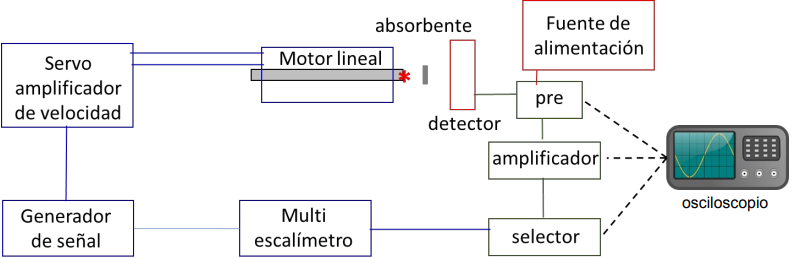 Servo
amplificador
de velocidad
Motor lineal
*
absorbente
detector
Fuente de
alimentación
pre
amplificador
selector
osciloscopio
Generador
de señal
Multi
escalímetro